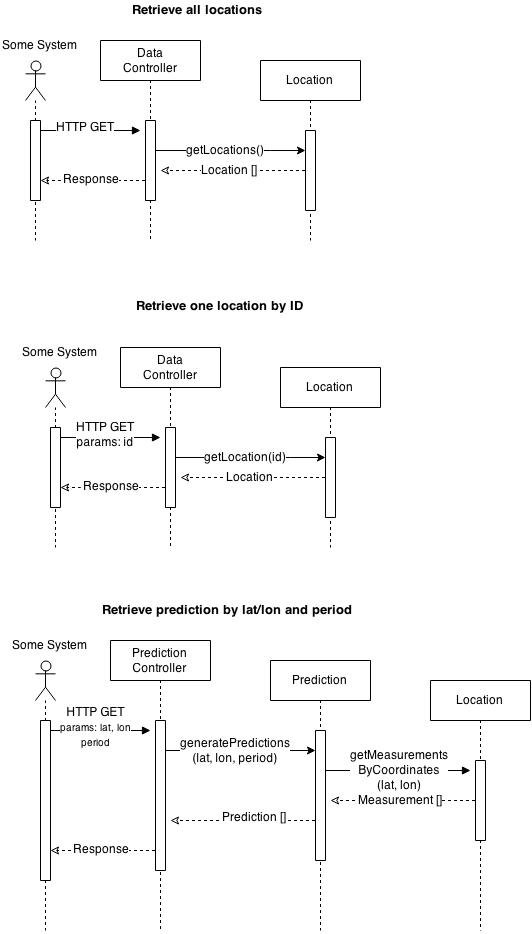 Retrieve all locations
Some System
Data
Controller
Location
HTTP GET
getLocations()
Location []
Response
Retrieve one location by ID
Some System
Data
Controller
Location
HTTP GET
params: id
getLocation(id)
Location
Response
Retrieve prediction by lat/lon and period
Some System
Prediction
Controller
Prediction
Location
HTTP GET
params: lat, lon
period
generatePredictions
(lat, lon, period)
getMeasurements
ByCoordinates
(lat, lon)
Measurement []
Prediction []
Response